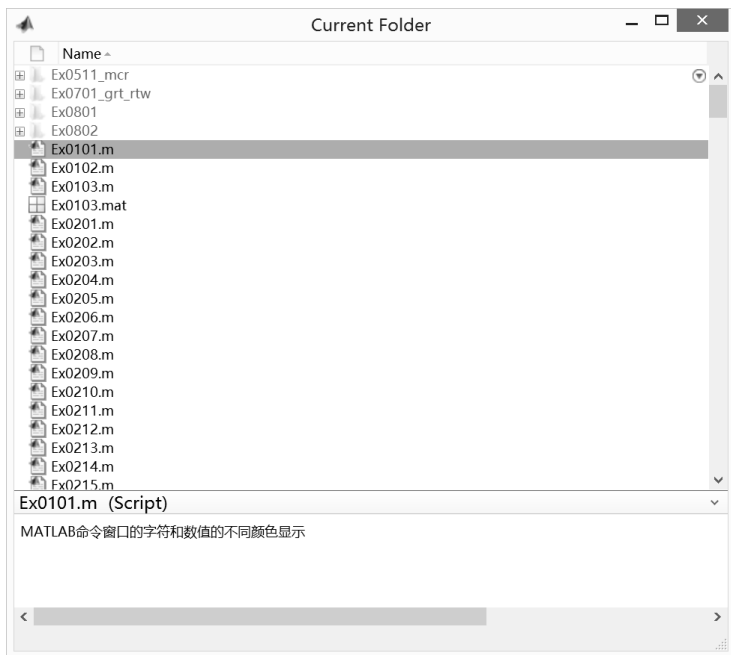 Current Folder
Name
Ex0511_mcr
Ex0701_grt_rtw
Ex0801
Ex0802
Ex0101.m
Ex0102.m
Ex0103.m
Ex0103.mat
Ex0201.m
Ex0202.m
Ex0203.m
Ex0204.m
Ex0205.m
Ex0206.m
Ex0207.m
Ex0208.m
Ex0209.m
Ex0210.m
Ex0211.m
Ex0212.m
Ex0213.m
Ex0214.m
Ex0215.m
Ex0101.m (Script)
MATLAB命令窗口的字符和数值的不同颜色显示